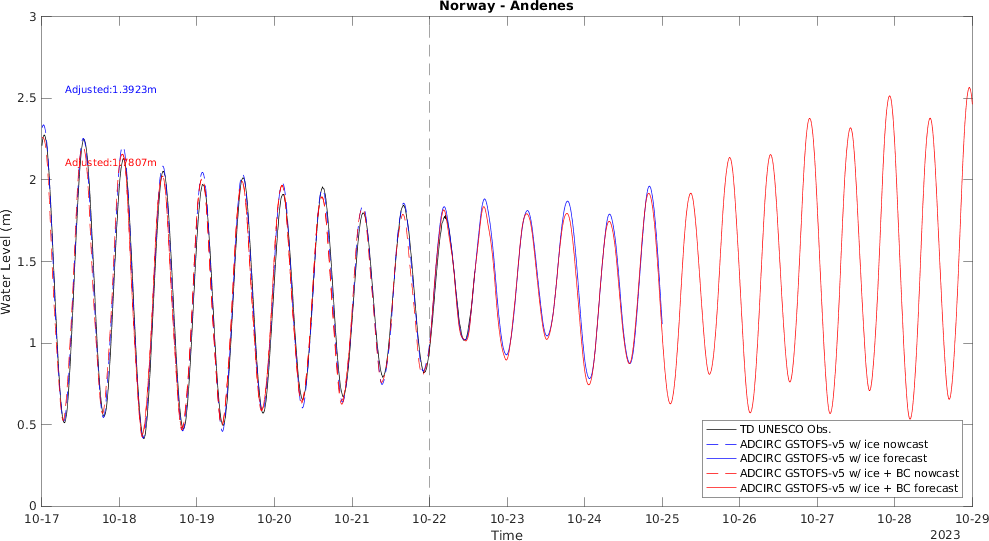 Norway - Andenes
3
2.5
2
1.5
1
0.5
0
Water Level (m)
Adjusted:1.3923m
Adjusted:1.7807m
TD UNESCO Obs.
ADCIRC GSTOFS-v5 w/ ice nowcast
ADCIRC GSTOFS-v5 w/ ice forecast
ADCIRC GSTOFS-v5 w/ ice + BC nowcast
ADCIRC GSTOFS-v5 w/ ice + BC forecast
10-17 10-18 10-19 10-20 10-21 10-22 10-23 10-24 10-25 10-26 10-27 10-28 10-29
Time
2023